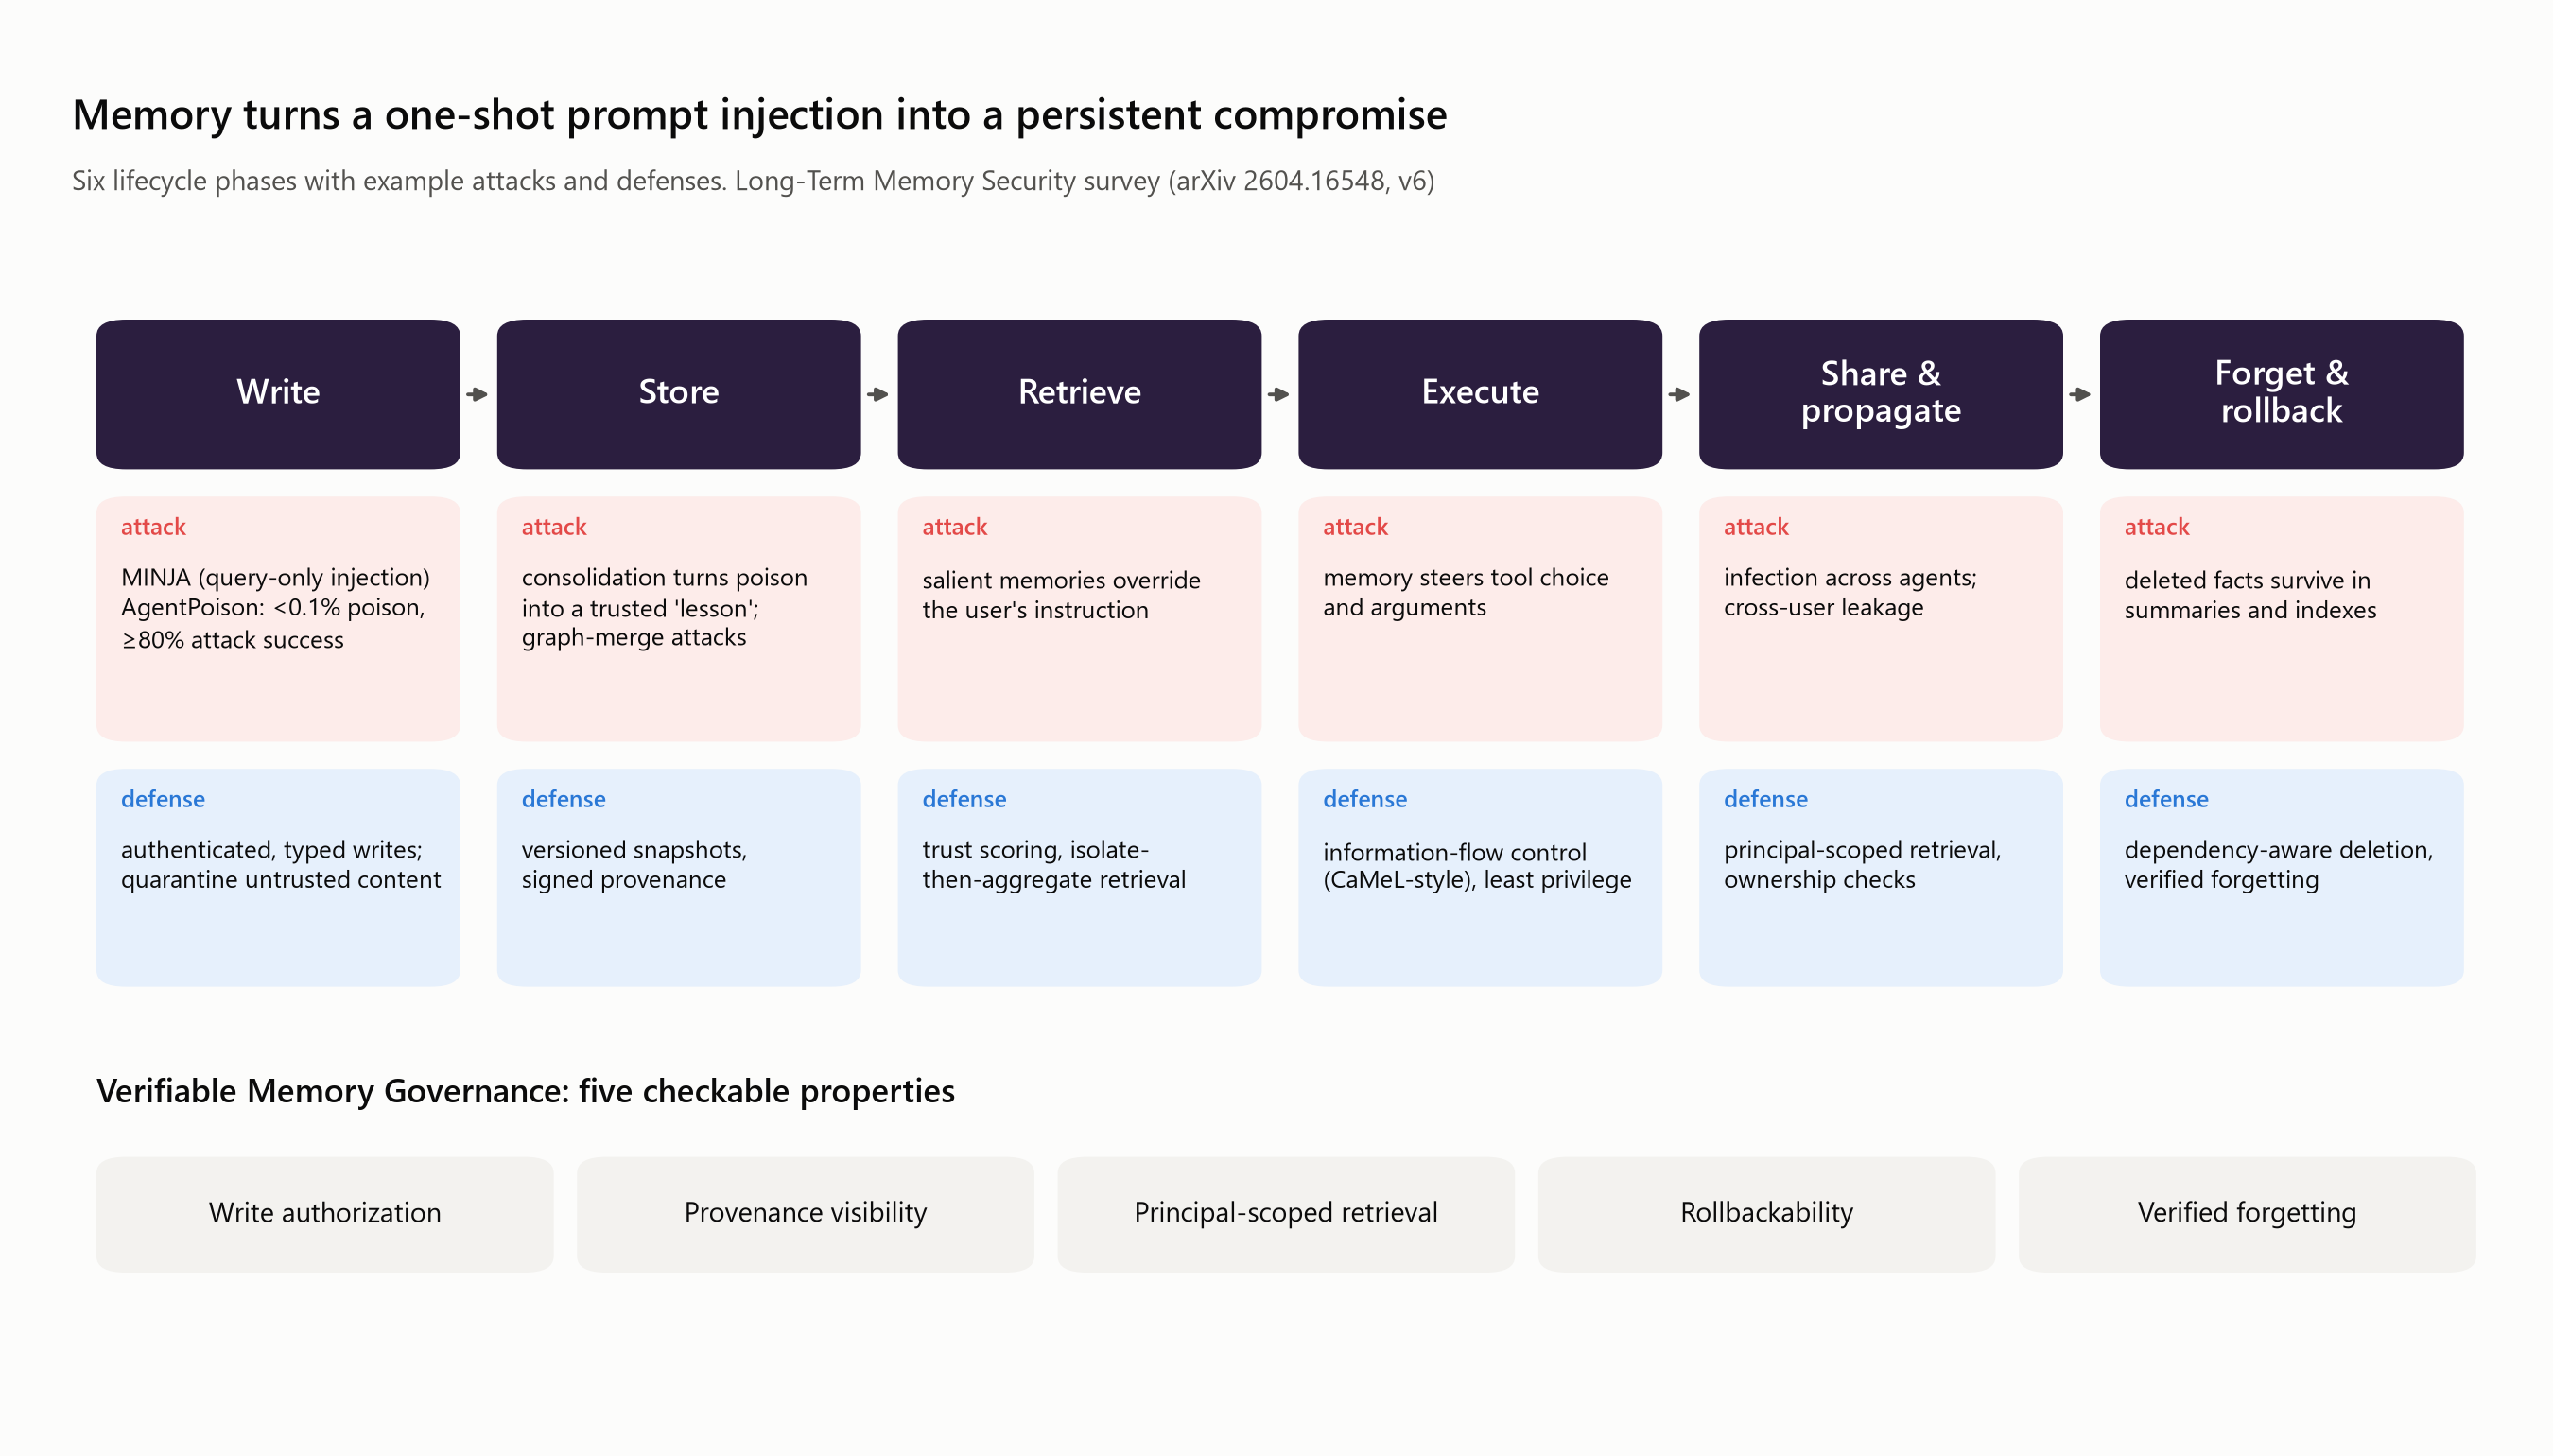 Memory turns a one-shot prompt injection into a persistent compromise
Six lifecycle phases with example attacks and defenses. Long-Term Memory Security survey (arXiv 2604.16548, v6)
Write
Store
Retrieve
Execute
Share &
propagate
Forget &
rollback
attack
MINJA (query-only injection)
AgentPoison: <0.1% poison,
≥80% attack success
attack
consolidation turns poison
into a trusted 'lesson';
graph-merge attacks
attack
salient memories override
the user's instruction
attack
memory steers tool choice
and arguments
attack
infection across agents;
cross-user leakage
attack
deleted facts survive in
summaries and indexes
defense
authenticated, typed writes;
quarantine untrusted content
defense
versioned snapshots,
signed provenance
defense
trust scoring, isolate-
then-aggregate retrieval
defense
information-flow control
(CaMeL-style), least privilege
defense
principal-scoped retrieval,
ownership checks
defense
dependency-aware deletion,
verified forgetting
Verifiable Memory Governance: five checkable properties
Write authorization
Provenance visibility
Principal-scoped retrieval
Rollbackability
Verified forgetting